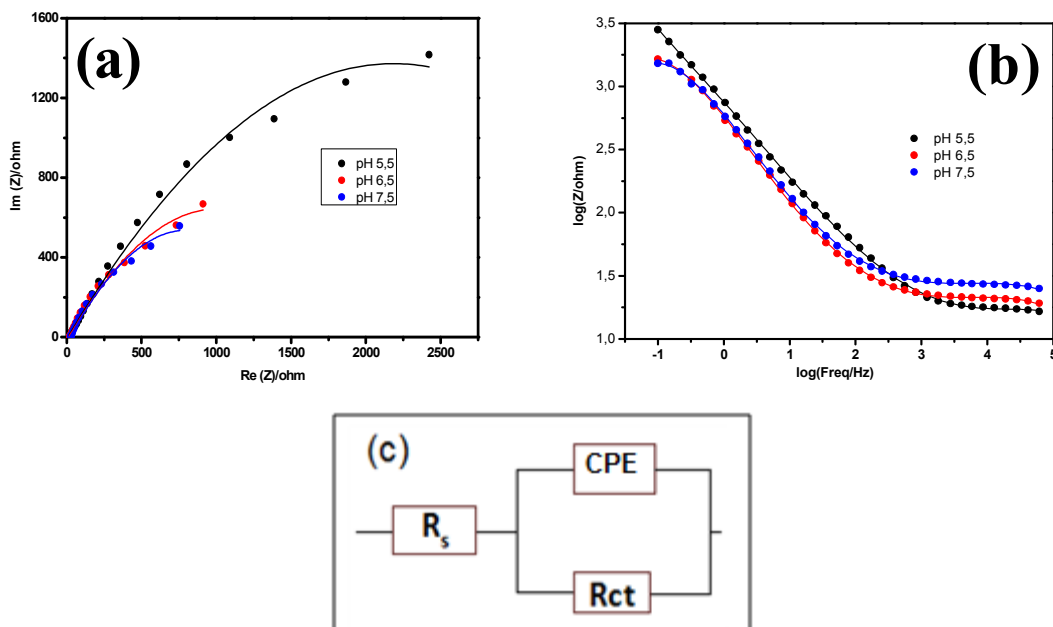 (a)
1600
1400
1200
800
400
0
0
500
1000
1500
2000
2500
Im (Z)/ohm
Re (Z)/ohm
pH 5,5
pH 6,5
pH 7,5
(b)
3,5
3,0
2,5
2,0
1,5
1,0
-1
0
1
2
3
4
5
log(Z/ohm)
log(Freq/Hz)
pH 5,5
pH 6,5
pH 7,5
(c)
CPE
Rs
Rct